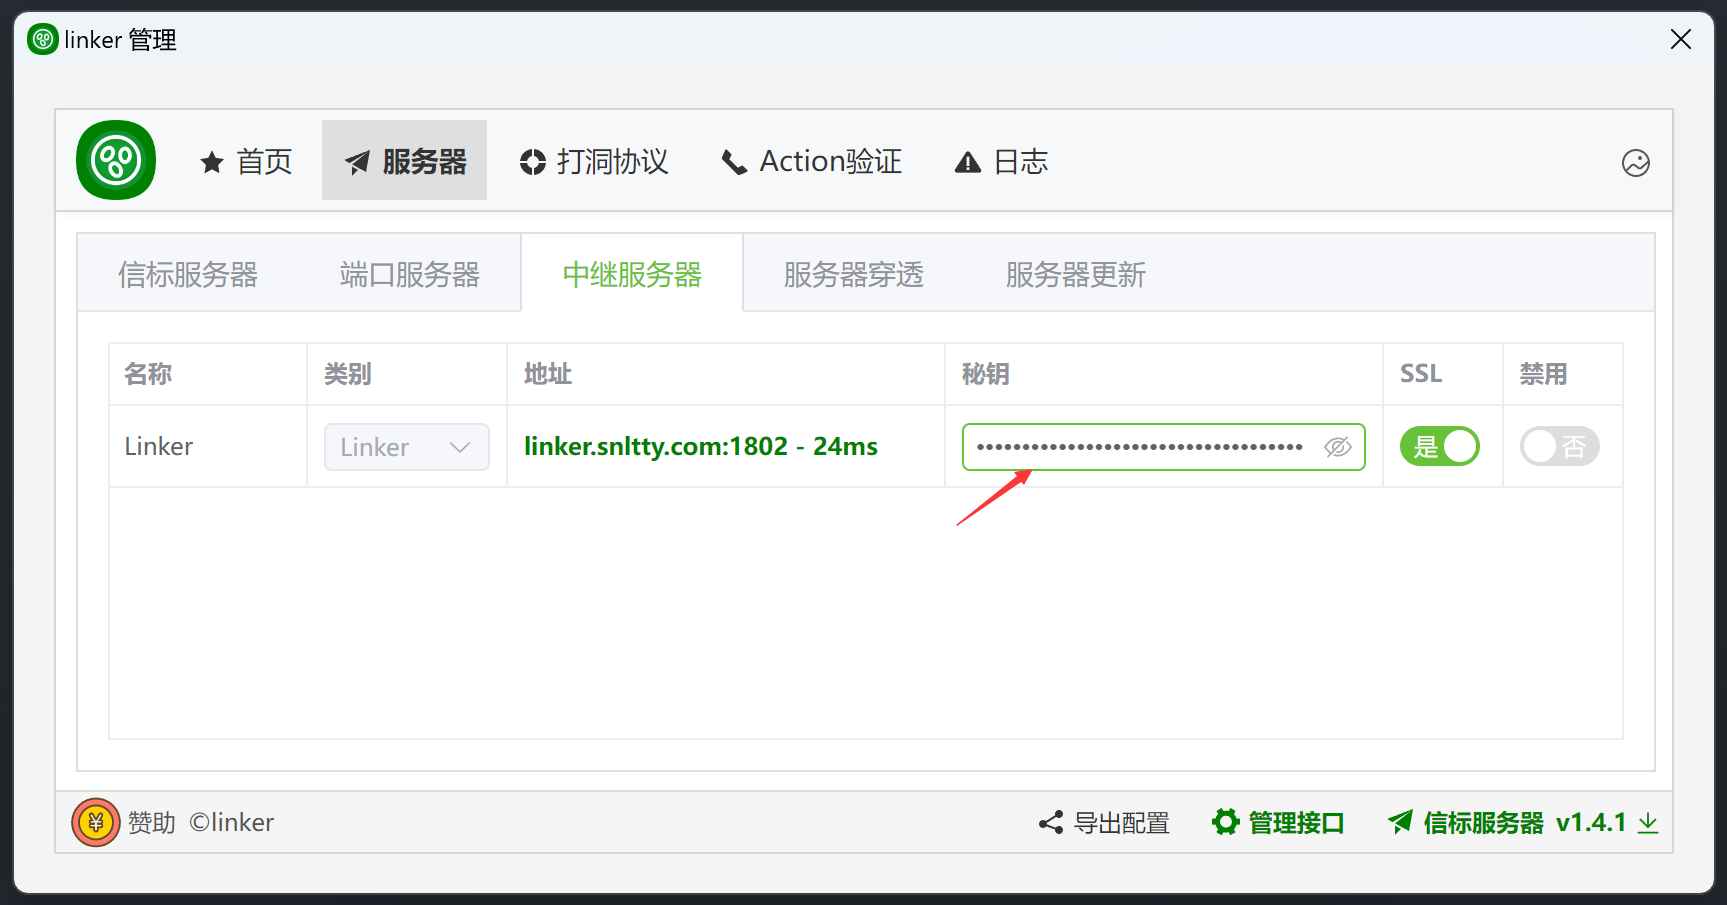 linker 管理
首页 服务器 打洞协议 Action验证 日志
信标服务器 端口服务器 中继服务器 服务器穿透 服务器更新
名称 类别 地址 秘钥 SSL 禁用
Linker Linker linker.snltty.com:1802 - 24ms •••••••••••••••••••••••••••••••••••• 是 否
¥ 赞助 ©linker 导出配置 管理接口 信标服务器 v1.4.1